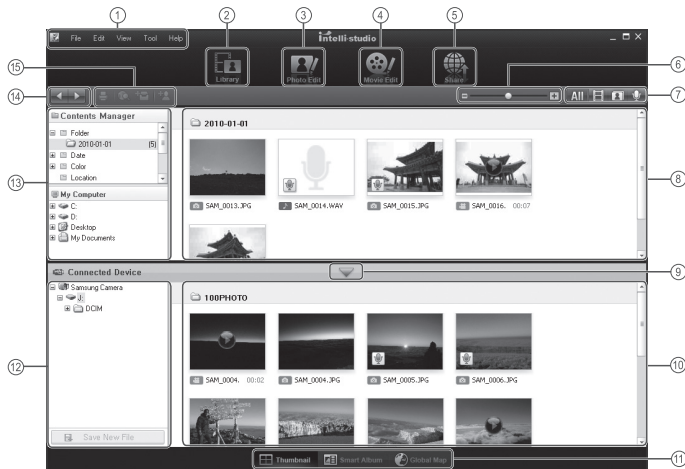 1 2 3 4 5
File Edit View Tool Help
intelli-studio
Library Photo Edit Movie Edit Share
15 6
14 All 7
Contents Manager
Folder
2010-01-01 (5)
Date
Color
Location
13
My Computer
C:
D:
Desktop
My Documents
2010-01-01
SAM_0013.JPG SAM_0014.WAV SAM_0015.JPG SAM_0016. 00:07
8
Connected Device
9
Samsung Camera
J:
DCIM
12
Save New File
100PHOTO
SAM_0004. 00:02 SAM_0004.JPG SAM_0005.JPG SAM_0006.JPG
10
Thumbnail Smart Album Global Map
11